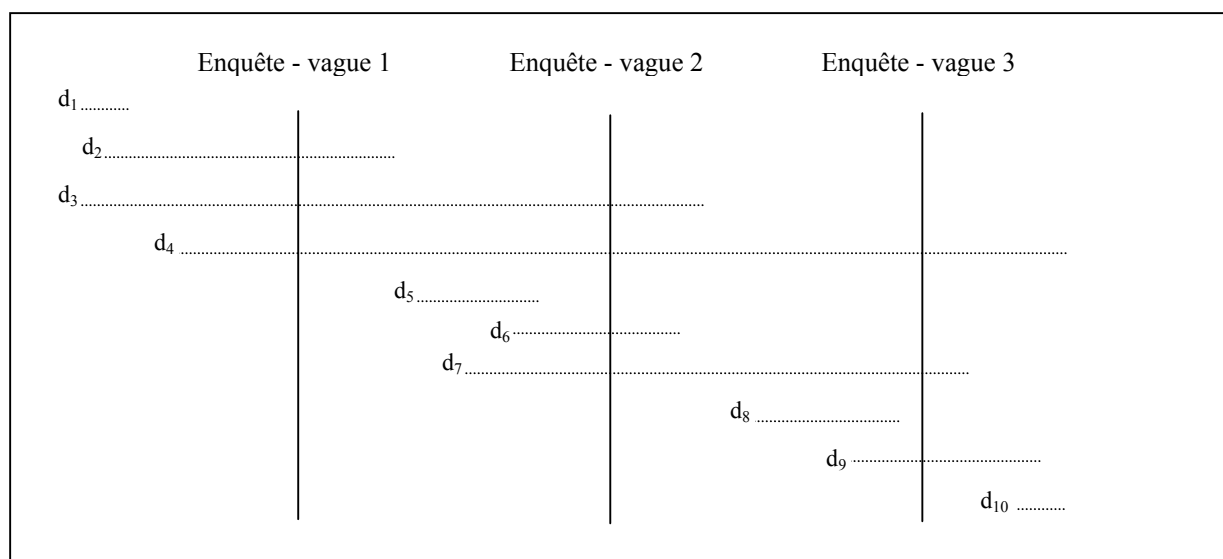 Enquête - vague 1 Enquête - vague 2 Enquête - vague 3
d₁
d₂
d₃
d₄
d₅
d₆
d₇
d₈
d₉
d₁₀